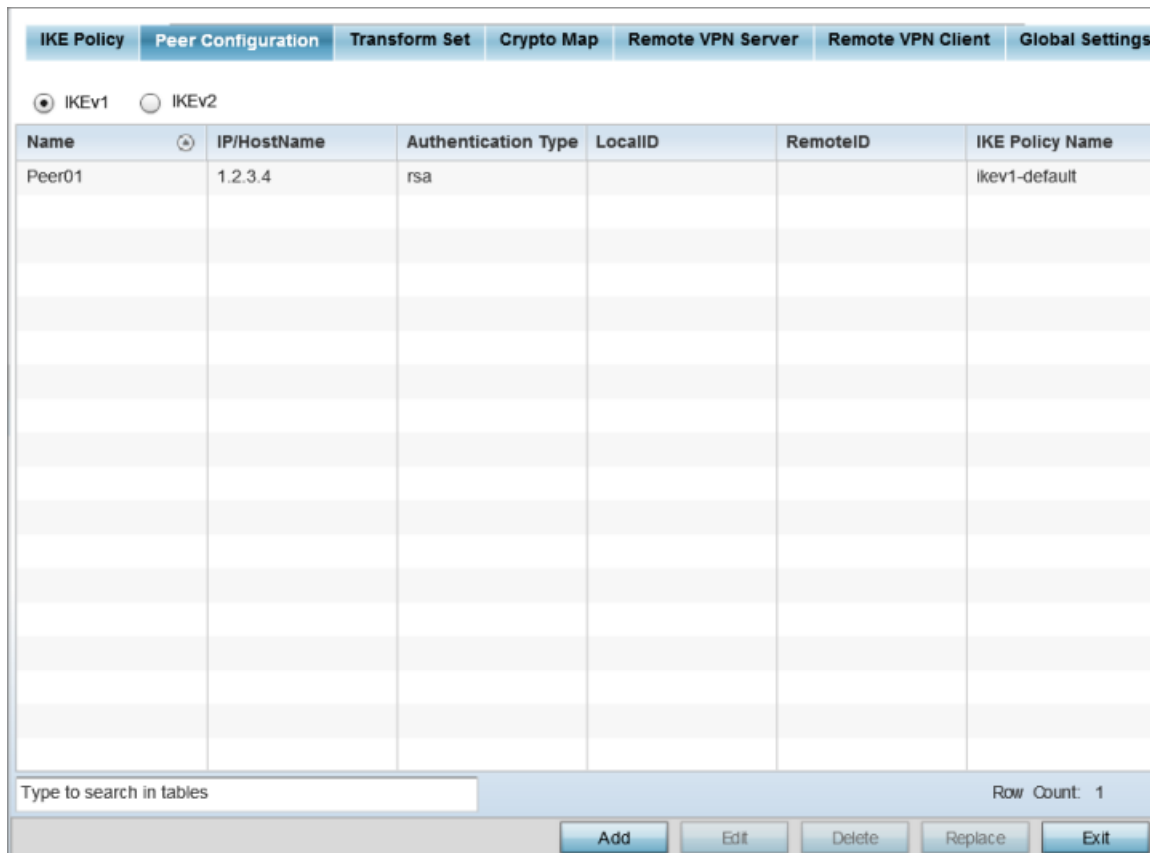 IKE Policy Peer Configuration Transform Set Crypto Map Remote VPN Server Remote VPN Client Global Settings
IKEv1 IKEv2
Name IP/HostName Authentication Type LocalID RemoteID IKE Policy Name
Peer01 1.2.3.4 rsa ikev1-default
Type to search in tables Row Count: 1
Add Edit Delete Replace Exit